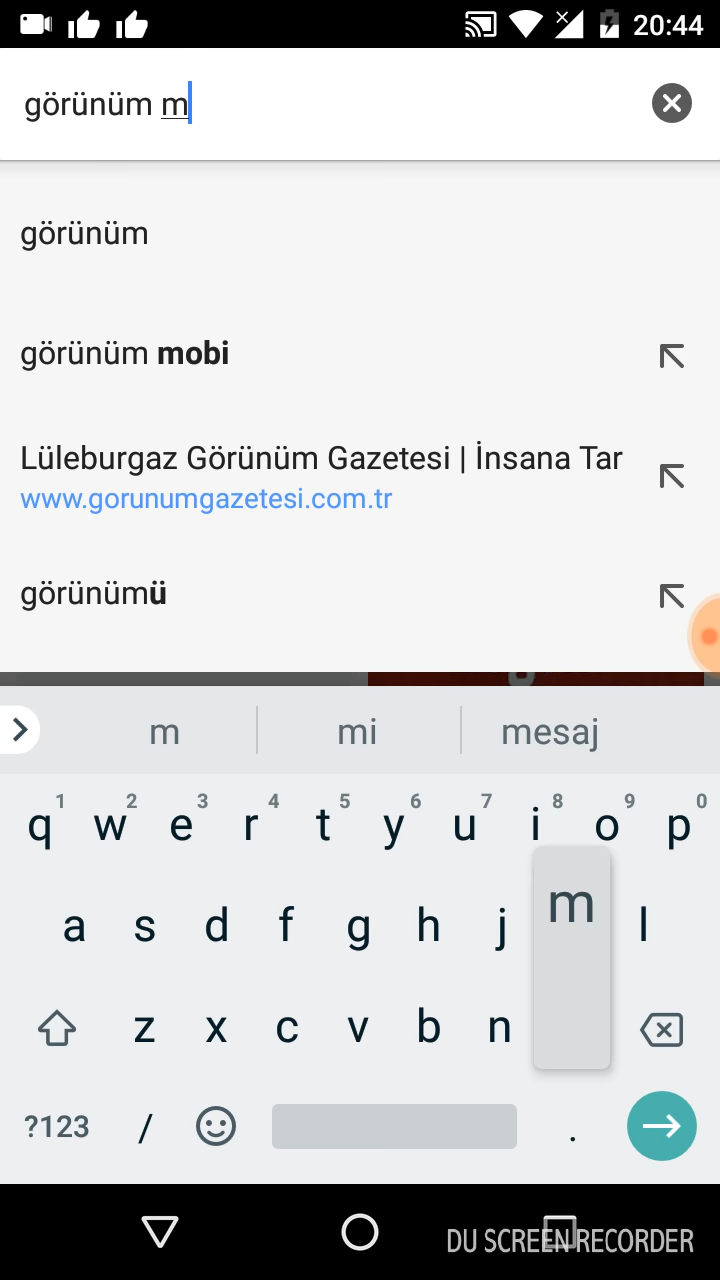 20:44
görünüm m
görünüm
görünüm mobi
Lüleburgaz Görünüm Gazetesi | İnsana Tar
www.gorunumgazetesi.com.tr
görünümü
m mi mesaj
1 2 3 4 5 6 7 8 9 0
q w e r t y u i o p
m
a s d f g h j l
z x c v b n
?123 / .
DU SCREEN RECORDER